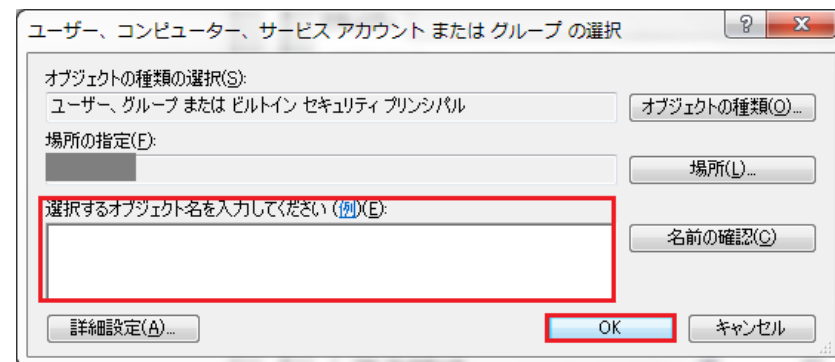 ユーザー、コンピューター、サービス アカウント または グループ の選択
オブジェクトの種類の選択(S):
ユーザー、グループ または ビルトイン セキュリティ プリンシパル
オブジェクトの種類(O)...
場所の指定(F):
場所(L)...
選択するオブジェクト名を入力してください (例)(E):
名前の確認(C)
詳細設定(A)...
OK
キャンセル